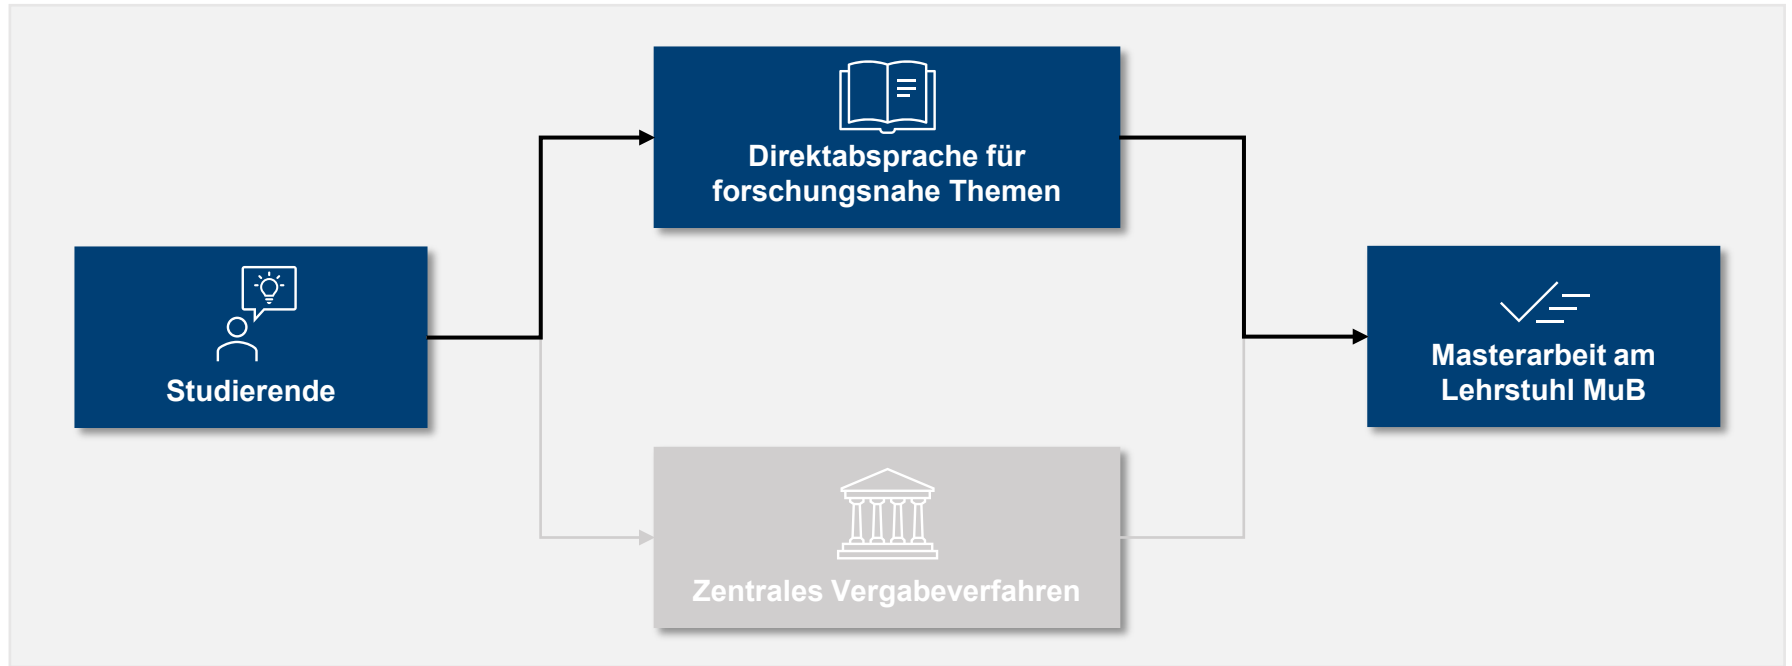 Direktabsprache für
forschungsnahe Themen
Studierende
Masterarbeit am
Lehrstuhl MuB
Zentrales Vergabeverfahren